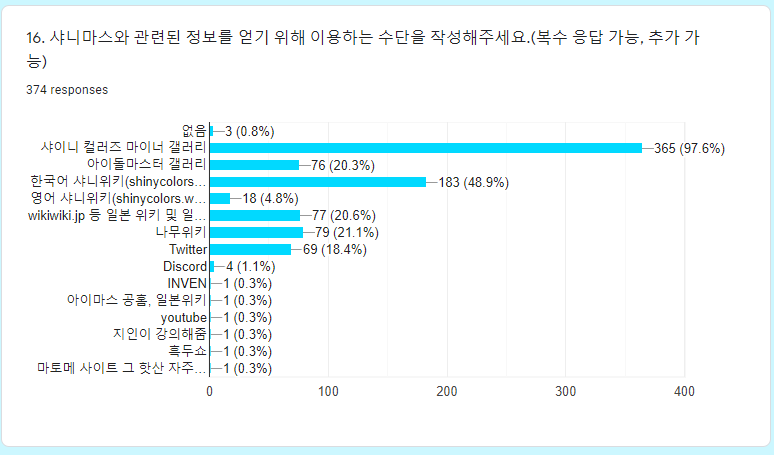 16. 샤니마스와 관련된 정보를 얻기 위해 이용하는 수단을 작성해주세요.(복수 응답 가능, 추가 가
능)
374 responses
없음 3 (0.8%)
샤이니 컬러즈 마이너 갤러리 365 (97.6%)
아이돌마스터 갤러리 76 (20.3%)
한국어 샤니위키(shinycolors... 183 (48.9%)
영어 샤니위키(shinycolors.w... 18 (4.8%)
wikiwiki.jp 등 일본 위키 및 일... 77 (20.6%)
나무위키 79 (21.1%)
Twitter 69 (18.4%)
Discord 4 (1.1%)
INVEN 1 (0.3%)
아이마스 공홈, 일본위키 1 (0.3%)
youtube 1 (0.3%)
지인이 강의해줌 1 (0.3%)
흑두쇼 1 (0.3%)
마토메 사이트 그 핫산 자주... 1 (0.3%)
0 100 200 300 400